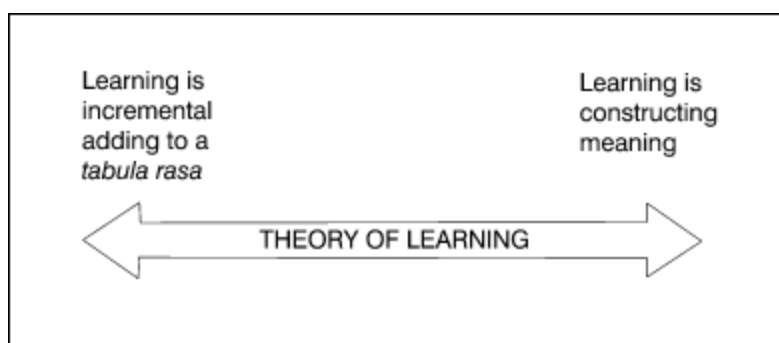 Learning is
incremental
adding to a
tabula rasa
Learning is
constructing
meaning
THEORY OF LEARNING